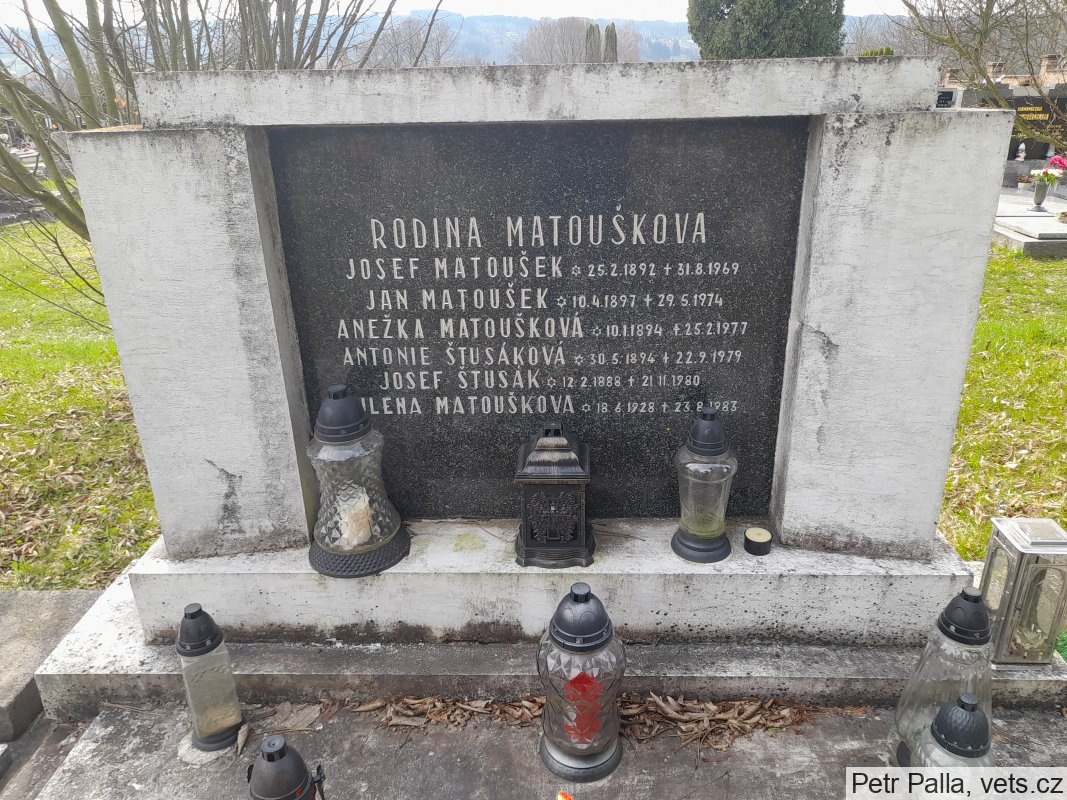 RODINA MATOUŠKOVA
JOSEF MATOUŠEK ✡ 25.2.1892 ✝ 31.8.1969
JAN MATOUŠEK ✡ 10.4.1897 ✝ 29.5.1974
ANEŽKA MATOUŠKOVÁ ✡ 10.1.1894 ✝ 25.2.1977
ANTONIE ŠTUSÁKOVÁ ✡ 30.5.1894 ✝ 22.9.1979
JOSEF ŠTUSÁK ✡ 12.2.1888 ✝ 21.11.1980
MATOUŠKOVÁ ✡ 18.6.1928 ✝ 23.8.1983
Petr Palla, vets.cz